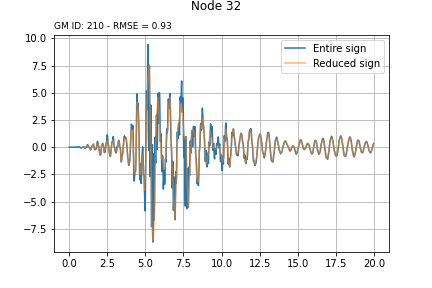 Node 32
GM ID: 210 - RMSE = 0.93
Entire sign
Reduced sign
10.0
7.5
5.0
2.5
0.0
−2.5
−5.0
−7.5
0.0 2.5 5.0 7.5 10.0 12.5 15.0 17.5 20.0